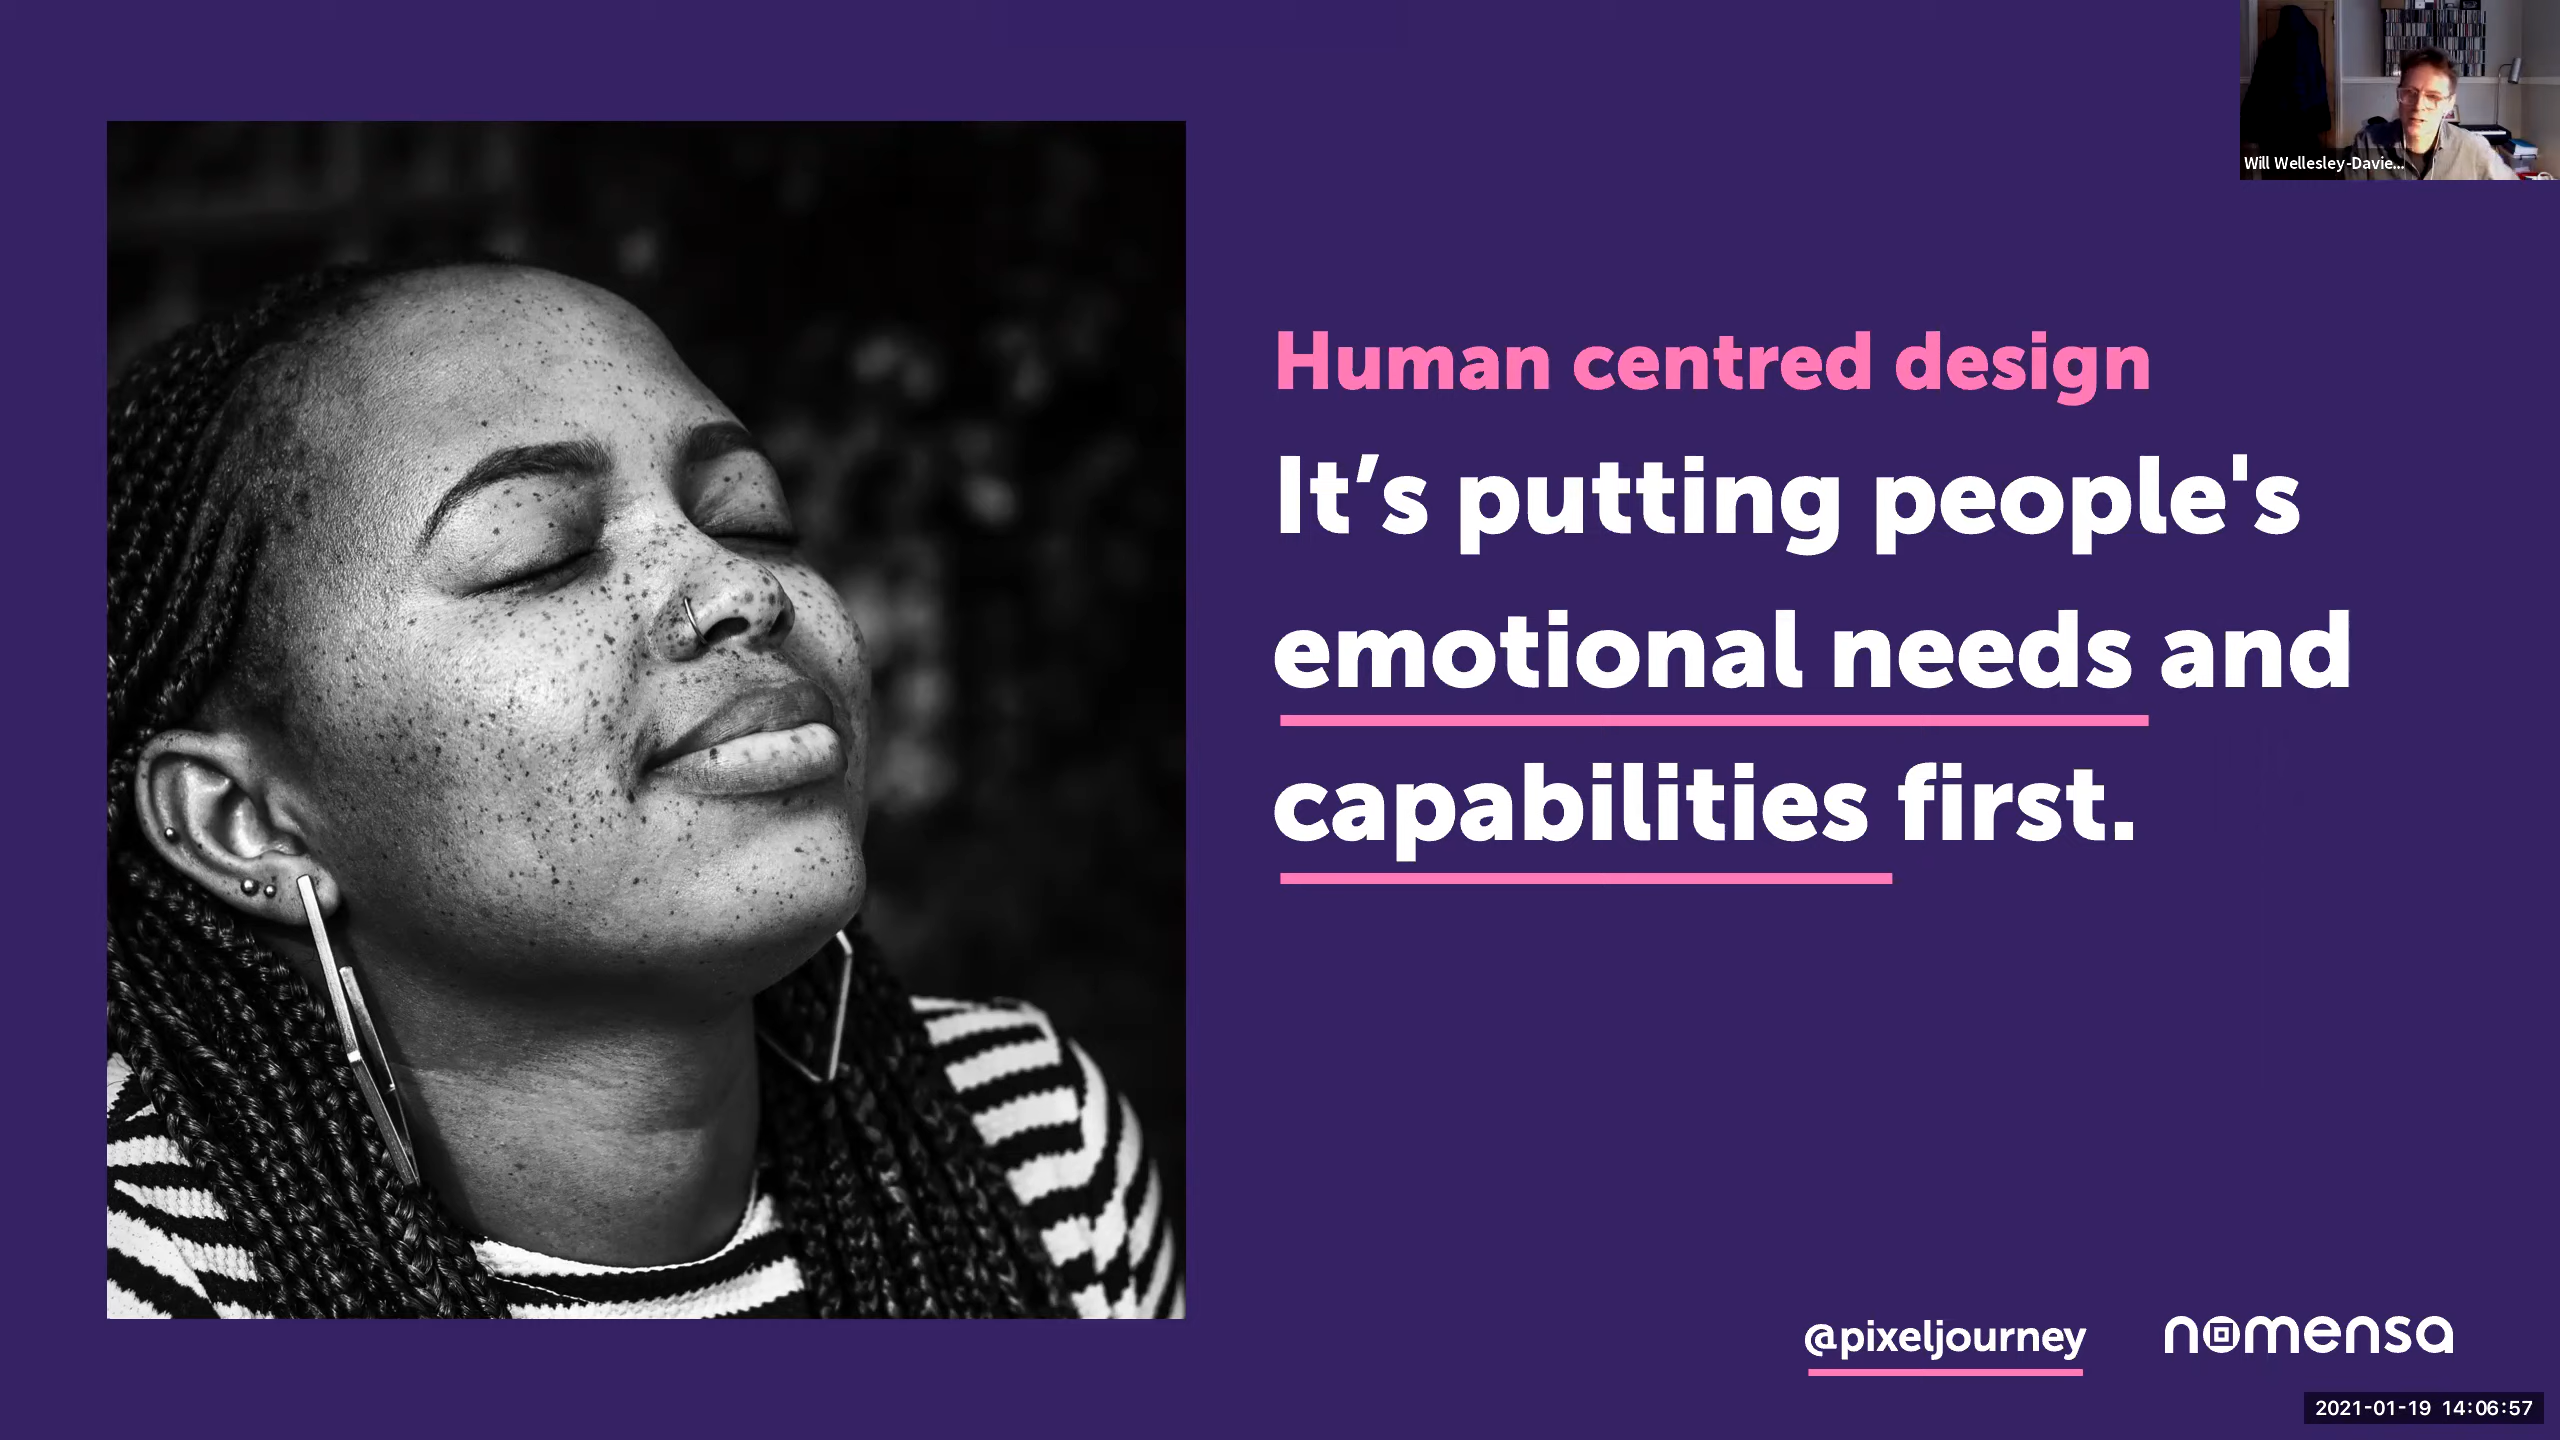 Will Wellesley-Davie...
Human centred design
It’s putting people's
emotional needs and
capabilities first.
@pixeljourney
nomensa
2021-01-19 14:06:57